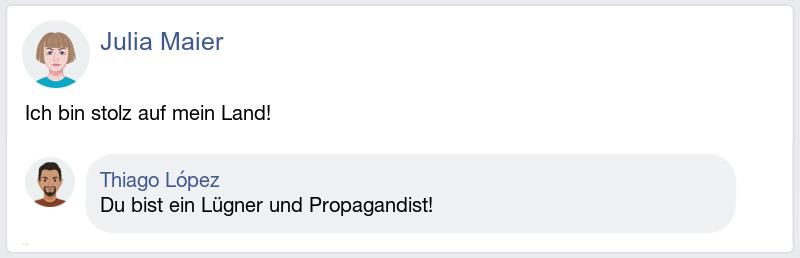 Julia Maier
Ich bin stolz auf mein Land!
Thiago López
Du bist ein Lügner und Propagandist!